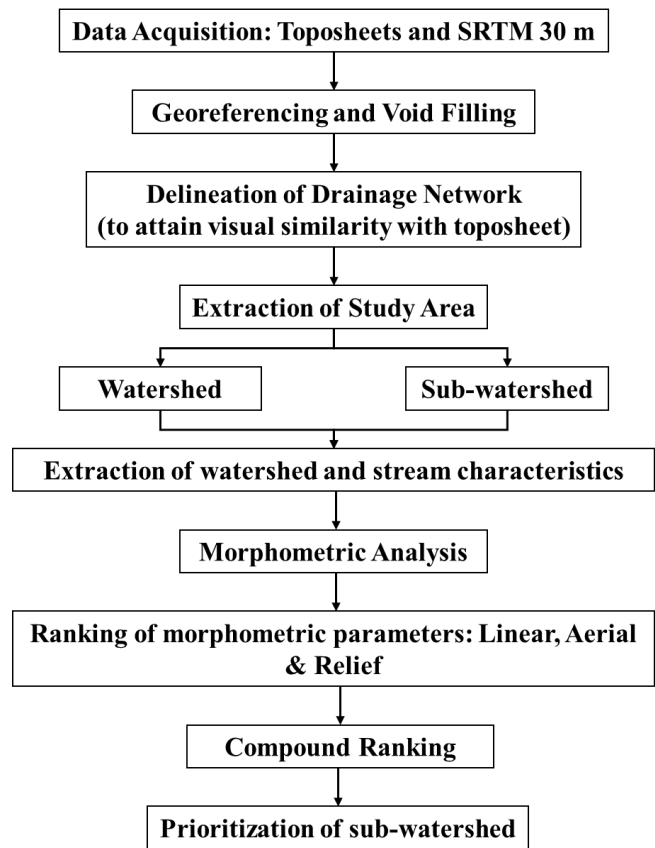 Data Acquisition: Toposheets and SRTM 30 m
Georeferencing and Void Filling
Delineation of Drainage Network
(to attain visual similarity with toposheet)
Extraction of Study Area
Watershed
Sub-watershed
Extraction of watershed and stream characteristics
Morphometric Analysis
Ranking of morphometric parameters: Linear, Aerial
& Relief
Compound Ranking
Prioritization of sub-watershed